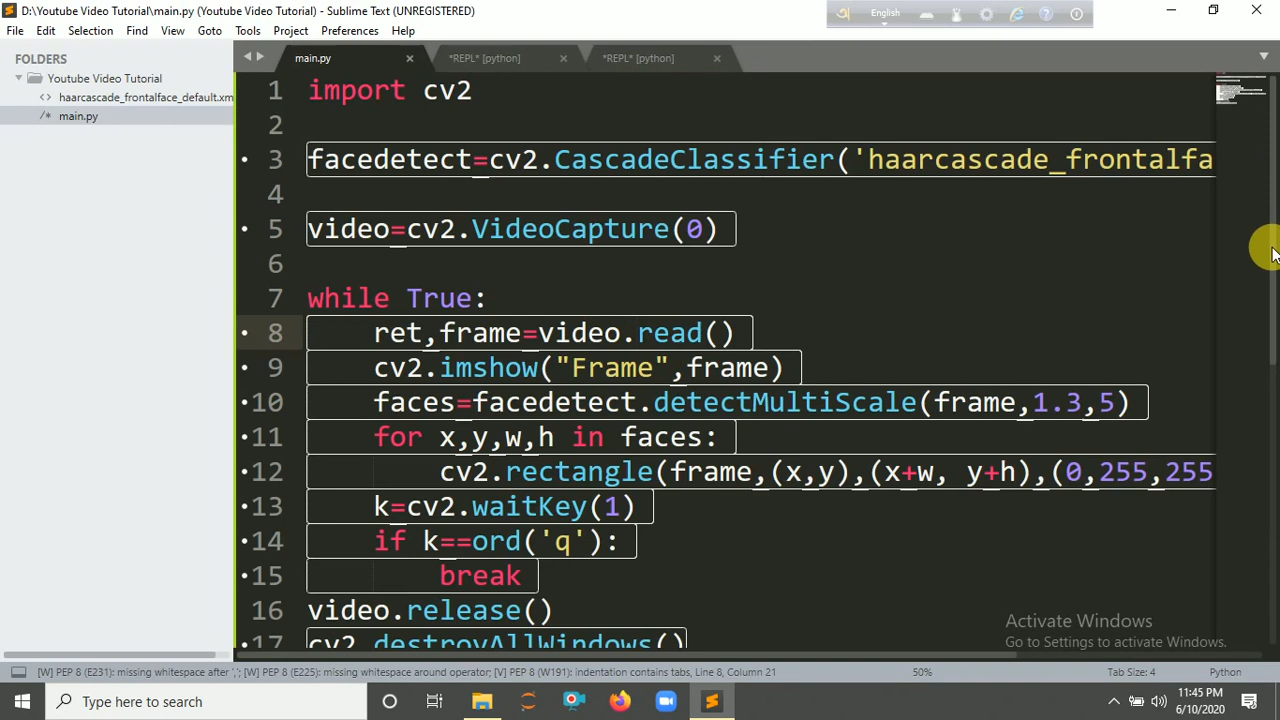 D:\Youtube Video Tutorial\main.py (Youtube Video Tutorial) - Sublime Text (UNREGISTERED)
English
File Edit Selection Find View Goto Tools Project Preferences Help
FOLDERS
Youtube Video Tutorial
haarcascade_frontalface_default.xm
main.py
main.py
*REPL* [python]
*REPL* [python]
1 import cv2
2
3 facedetect=cv2.CascadeClassifier('haarcascade_frontalfa
4
5 video=cv2.VideoCapture(0)
6
7 while True:
8 ret,frame=video.read()
9 cv2.imshow("Frame",frame)
10 faces=facedetect.detectMultiScale(frame,1.3,5)
11 for x,y,w,h in faces:
12 cv2.rectangle(frame,(x,y),(x+w, y+h),(0,255,255
13 k=cv2.waitKey(1)
14 if k==ord('q'):
15 break
16 video.release()
17 cv2.destroyAllWindows()
Activate Windows
Go to Settings to activate Windows.
[W] PEP 8 (E231): missing whitespace after ','; [W] PEP 8 (E225): missing whitespace around operator; [V] PEP 8 (W191): indentation contains tabs, Line 8, Column 21
50%
Tab Size: 4
Python
Type here to search
11:45 PM
6/10/2020